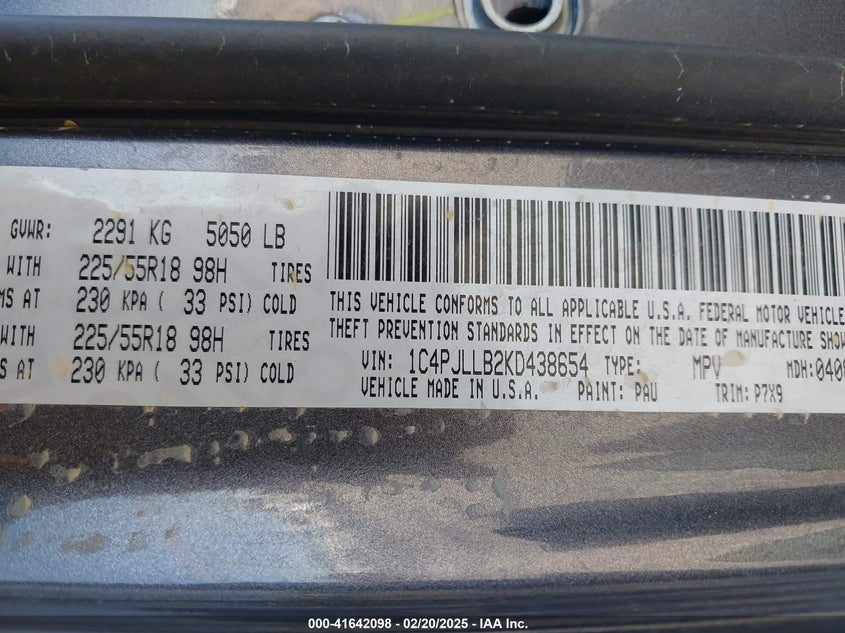 GVWR: 2291 KG 5050 LB
WITH 225/55R18 98H TIRES
MS AT 230 KPA ( 33 PSI) COLD
WITH 225/55R18 98H TIRES
S AT 230 KPA ( 33 PSI) COLD
THIS VEHICLE CONFORMS TO ALL APPLICABLE U.S.A. FEDERAL MOTOR VEHICLE
THEFT PREVENTION STANDARDS IN EFFECT ON THE DATE OF MANUFACTURE SHOW
VIN: 1C4PJLLB2KD438654 TYPE: MPV MDH:040
VEHICLE MADE IN U.S.A. PAINT: PAU TRIM: P7X9
000-41642098 - 02/20/2025 - IAA Inc.